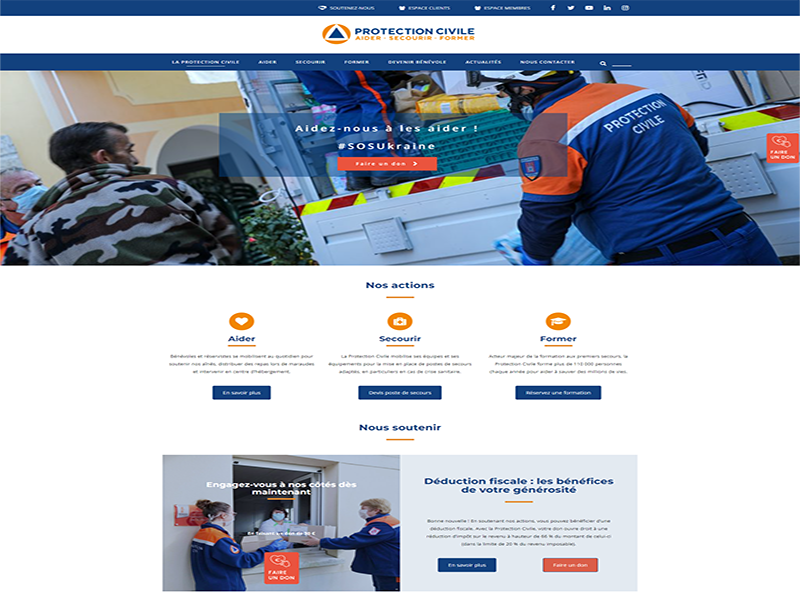 SOUTENEZ-NOUS ESPACE CLIENTS ESPACE MEMBRES
PROTECTION CIVILE
AIDER - SECOURIR - FORMER
LA PROTECTION CIVILE AIDER SECOURIR FORMER DEVENIR BÉNÉVOLE ACTUALITÉS NOUS CONTACTER
Aidez-nous à les aider !
#SOSUkraine
Faire un don
PROTECTION
CIVILE
FAIRE
UN DON
Nos actions
Aider
Bénévoles et réservistes se mobilisent au quotidien pour
soutenir nos aînés, distribuer des repas lors de maraudes
et intervenir en centre d'hébergement.
En savoir plus
Secourir
La Protection Civile mobilise ses équipes et ses
équipements pour la mise en place de postes de secours
adaptés, en particuliers en cas de crise sanitaire.
Devis poste de secours
Former
Acteur majeur de la formation aux premiers secours, la
Protection Civile forme plus de 110 000 personnes
chaque année pour aider à sauver des millions de vies.
Réservez une formation
Nous soutenir
Engagez-vous à nos côtés dès
maintenant
En faisant un don de
FAIRE
UN DON
Déduction fiscale : les bénéfices
de votre générosité
Bonne nouvelle ! En soutenant nos actions, vous pouvez bénéficier d'une
déduction fiscale. Avec la Protection Civile, votre don ouvre droit à une
réduction d'impôt sur le revenu à hauteur de 66 % du montant de celui-ci
(dans la limite de 20 % du revenu imposable).
En savoir plus
Faire un don